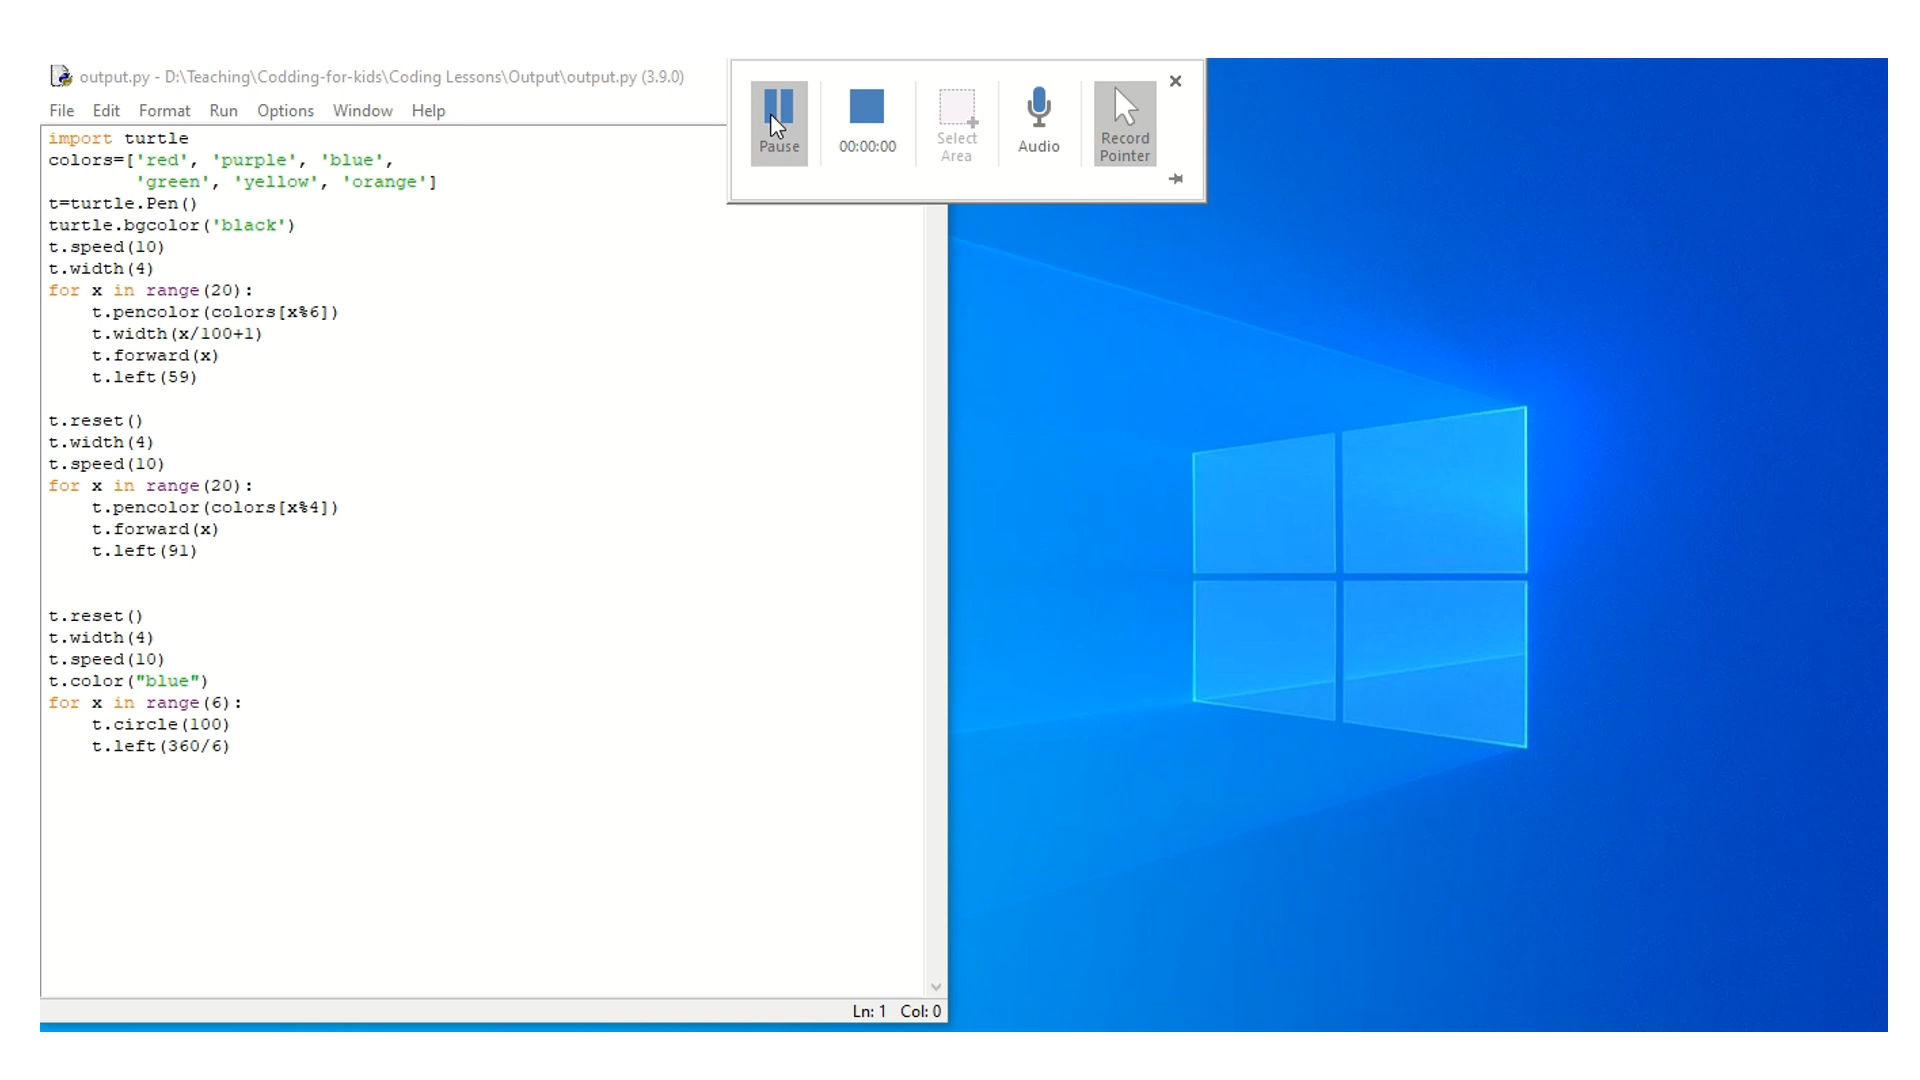 output.py - D:\Teaching\Codding-for-kids\Coding Lessons\Output\output.py (3.9.0)
File Edit Format Run Options Window Help
import turtle
colors=['red', 'purple', 'blue',
        'green', 'yellow', 'orange']
t=turtle.Pen()
turtle.bgcolor('black')
t.speed(10)
t.width(4)
for x in range(20):
    t.pencolor(colors[x%6])
    t.width(x/100+1)
    t.forward(x)
    t.left(59)
t.reset()
t.width(4)
t.speed(10)
for x in range(20):
    t.pencolor(colors[x%4])
    t.forward(x)
    t.left(91)
t.reset()
t.width(4)
t.speed(10)
t.color("blue")
for x in range(6):
    t.circle(100)
    t.left(360/6)
Ln: 1 Col: 0
Pause
00:00:00
Select
Area
Audio
Record
Pointer